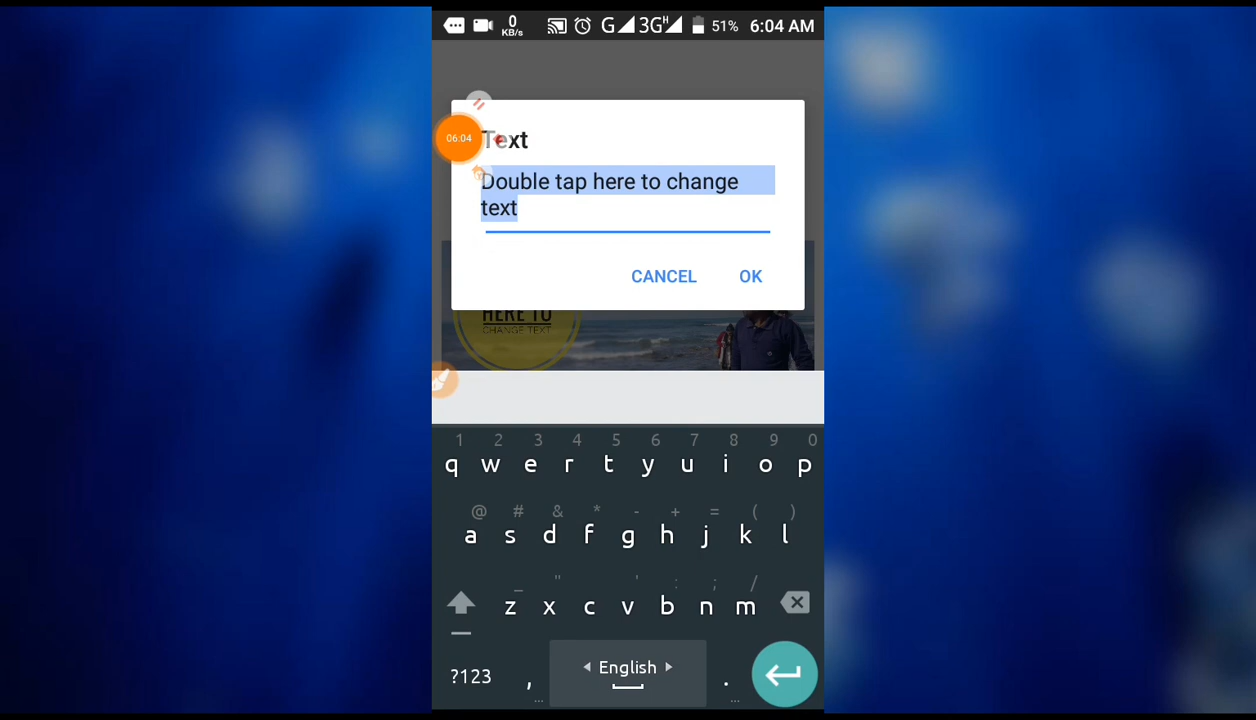 0 KB/s G 3G H 51% 6:04 AM
06:04
Text
Double tap here to change
text
CANCEL OK
HERE TO
CHANGE TEXT
1 2 3 4 5 6 7 8 9 0
q w e r t y u i o p
@ # & * - + = ( )
a s d f g h j k l
_ " ' : ; /
z x c v b n m
?123 , English .